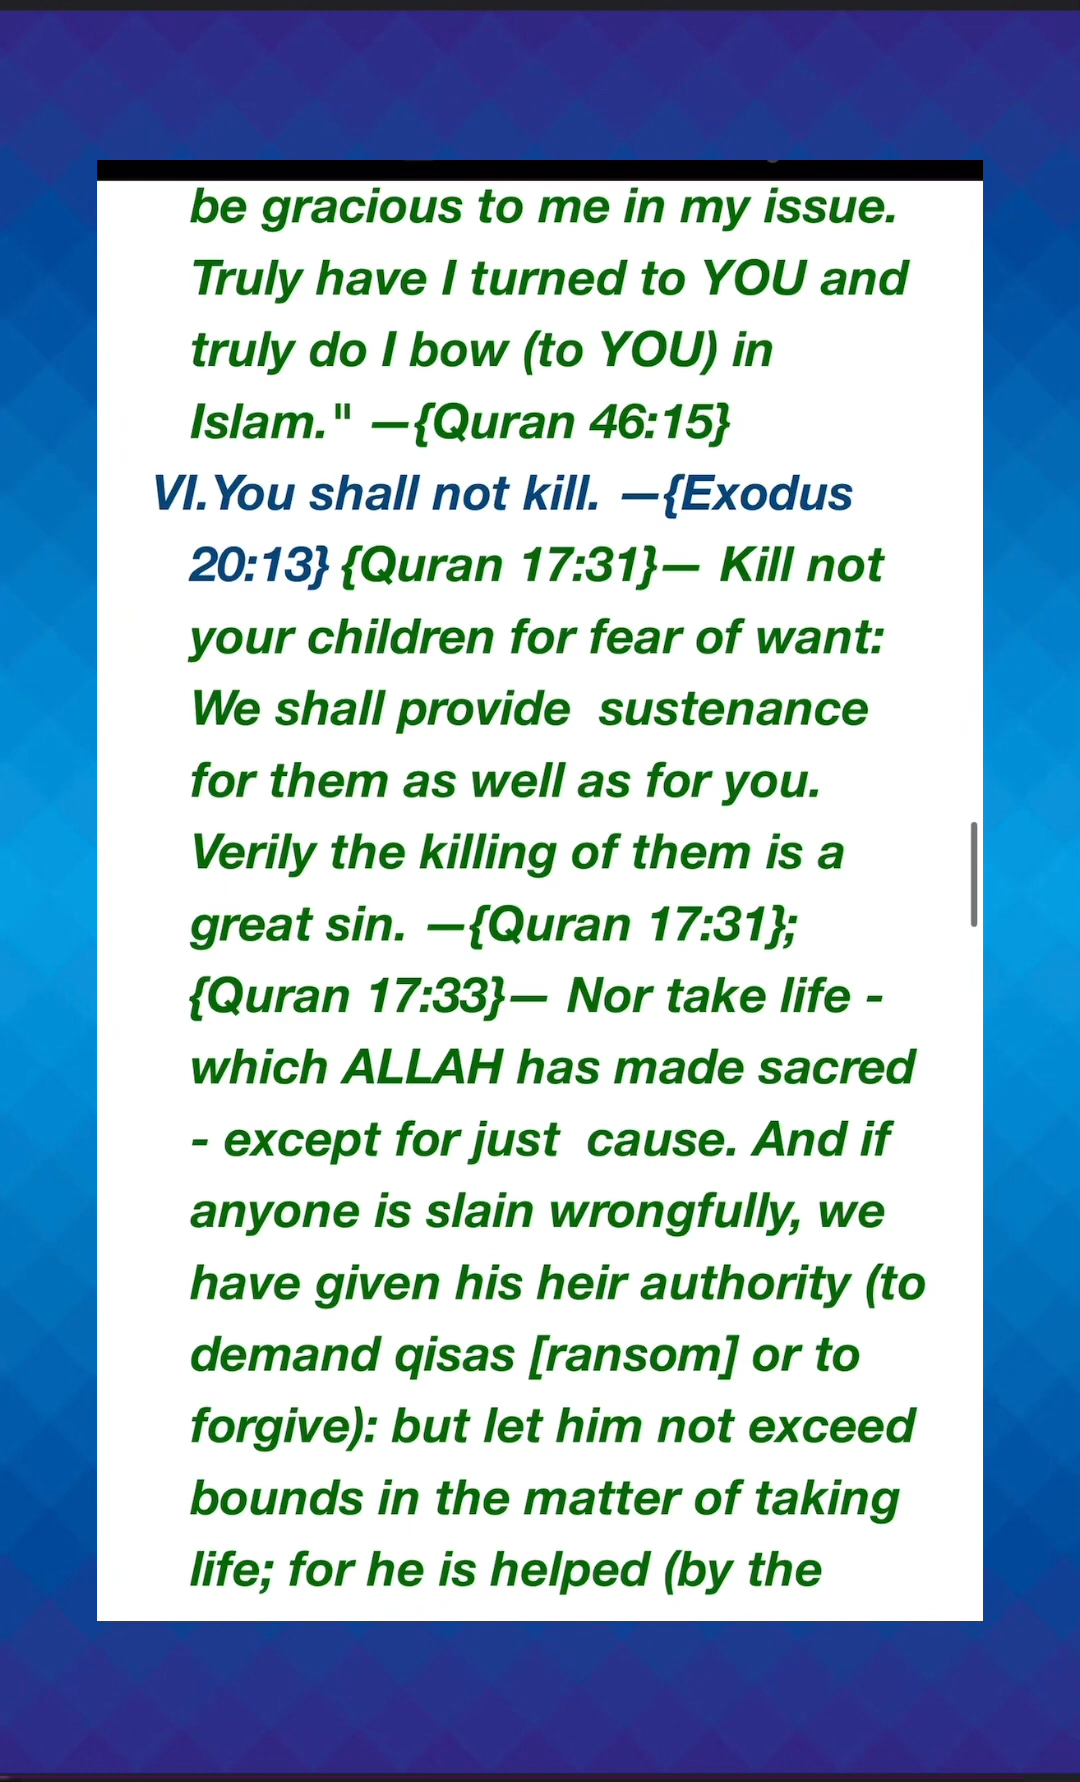 be gracious to me in my issue.
Truly have I turned to YOU and
truly do I bow (to YOU) in
Islam." —{Quran 46:15}
VI. You shall not kill. —{Exodus
20:13} {Quran 17:31}— Kill not
your children for fear of want:
We shall provide  sustenance
for them as well as for you.
Verily the killing of them is a
great sin. —{Quran 17:31};
{Quran 17:33}— Nor take life -
which ALLAH has made sacred
- except for just  cause. And if
anyone is slain wrongfully, we
have given his heir authority (to
demand qisas [ransom] or to
forgive): but let him not exceed
bounds in the matter of taking
life; for he is helped (by the